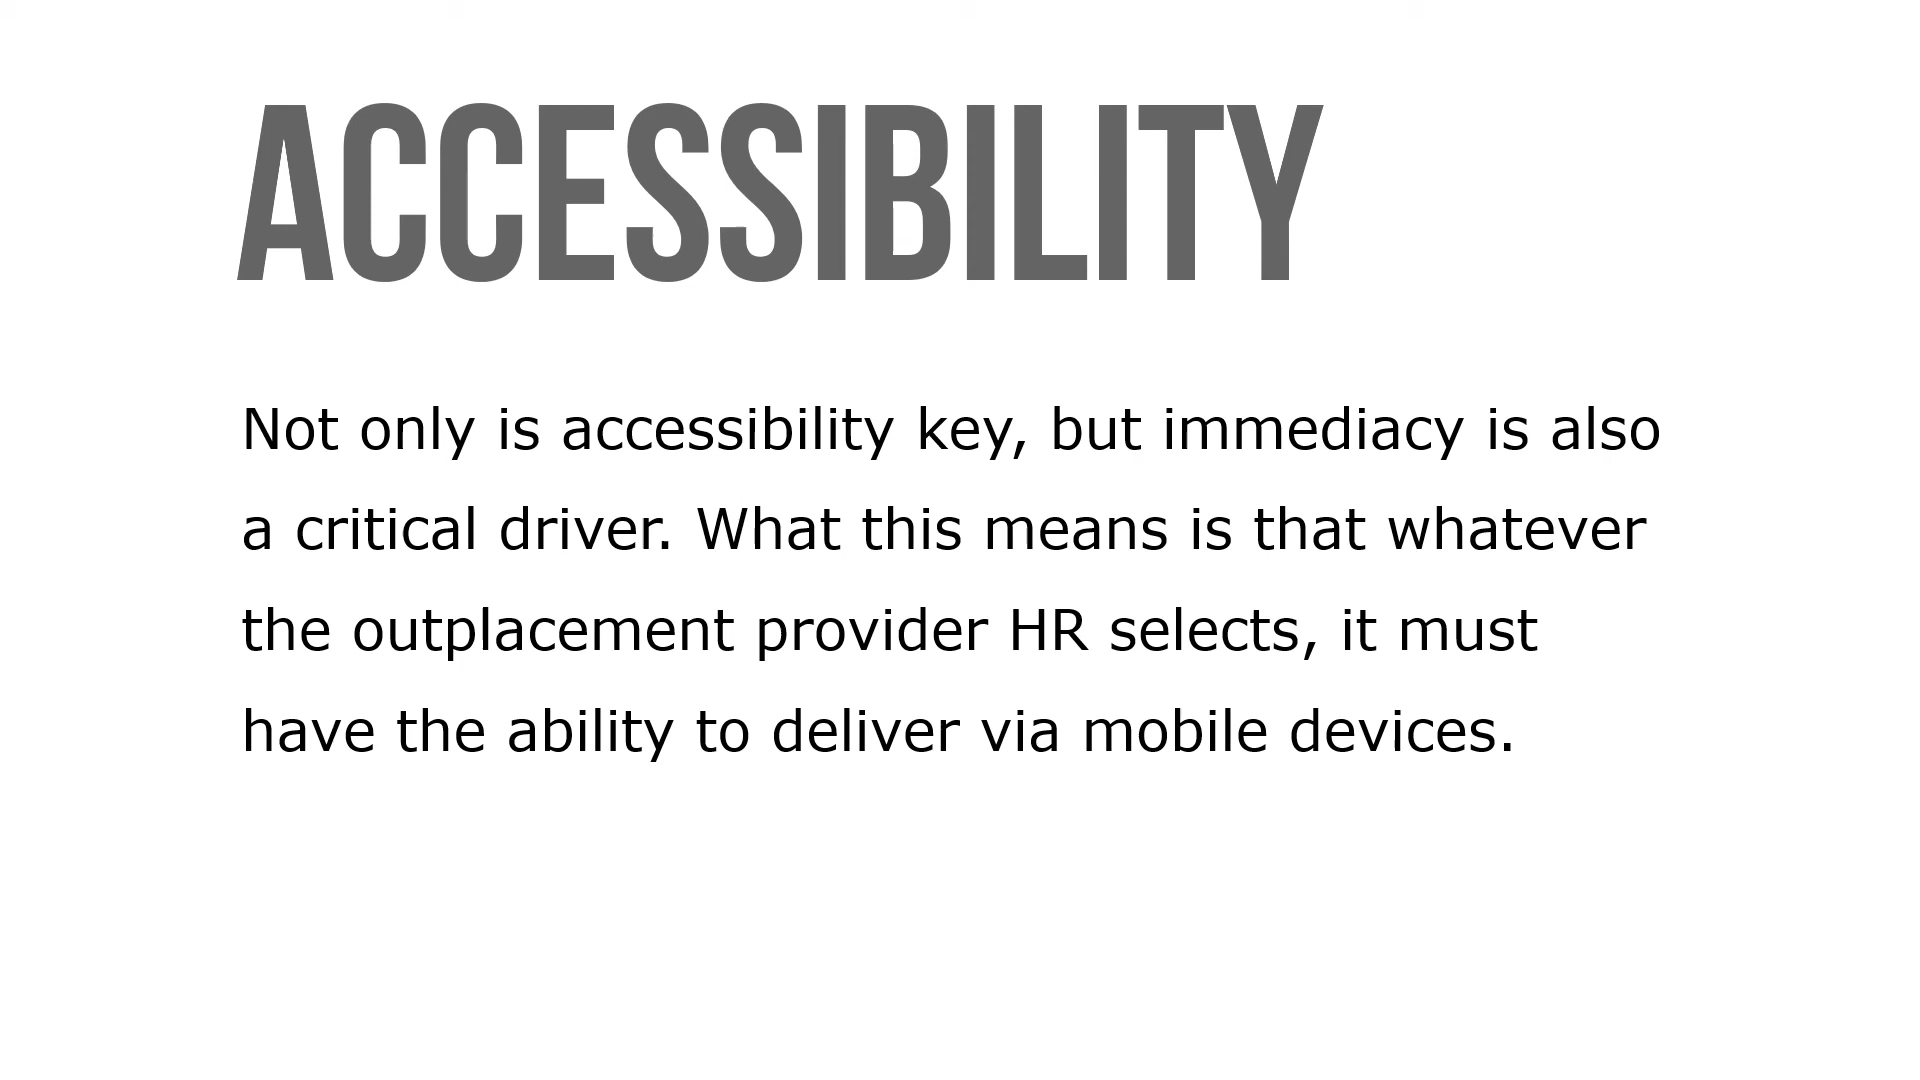 ACCESSIBILITY
Not only is accessibility key, but immediacy is also
a critical driver. What this means is that whatever
the outplacement provider HR selects, it must
have the ability to deliver via mobile devices.